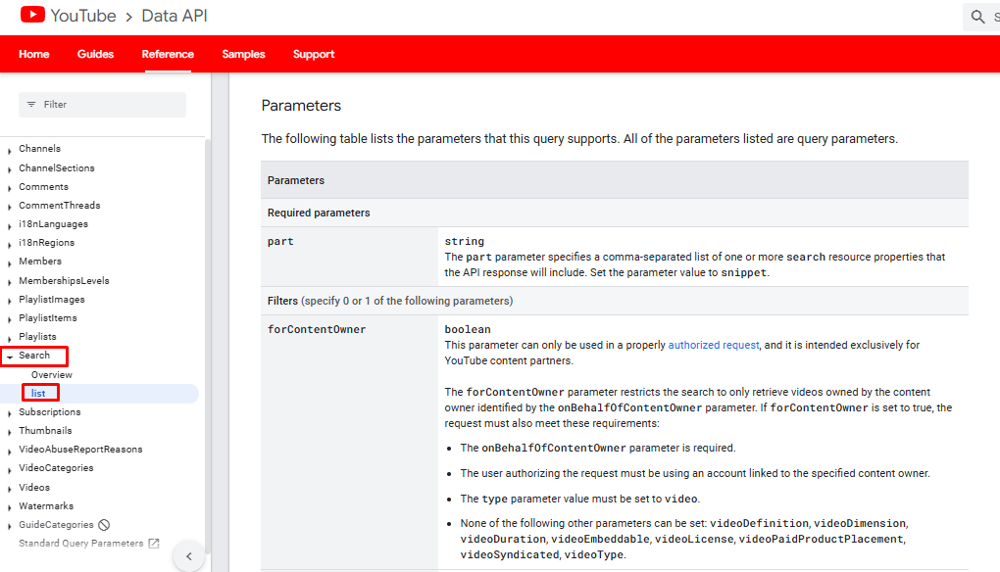 YouTube > Data API
S
Home Guides Reference Samples Support
Filter
Channels
ChannelSections
Comments
CommentThreads
i18nLanguages
i18nRegions
Members
MembershipsLevels
PlaylistImages
PlaylistItems
Playlists
Search
Overview
list
Subscriptions
Thumbnails
VideoAbuseReportReasons
VideoCategories
Videos
Watermarks
GuideCategories
Standard Query Parameters
Parameters
The following table lists the parameters that this query supports. All of the parameters listed are query parameters.
Parameters
Required parameters
part
string
The part parameter specifies a comma-separated list of one or more search resource properties that
the API response will include. Set the parameter value to snippet.
Filters (specify 0 or 1 of the following parameters)
forContentOwner
boolean
This parameter can only be used in a properly authorized request, and it is intended exclusively for
YouTube content partners.
The forContentOwner parameter restricts the search to only retrieve videos owned by the content
owner identified by the onBehalfOfContentOwner parameter. If forContentOwner is set to true, the
request must also meet these requirements:
• The onBehalfOfContentOwner parameter is required.
• The user authorizing the request must be using an account linked to the specified content owner.
• The type parameter value must be set to video.
• None of the following other parameters can be set: videoDefinition, videoDimension,
videoDuration, videoEmbeddable, videoLicense, videoPaidProductPlacement,
videoSyndicated, videoType.